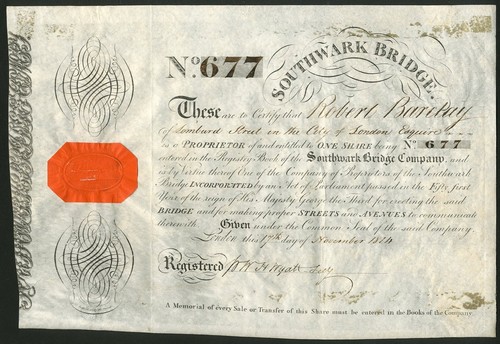 No. 677
SOUTHWARK BRIDGE.
These are to Certify that Robert Barclay
of Lombard Street in the City of London Esquire
is a PROPRIETOR of and entitled to ONE SHARE being No. 677
entered in the Registry Book of the Southwark Bridge Company, and
is by virtue thereof One of the Company of Proprietors of the Southwark
Bridge INCORPORATED by an Act of Parliament passed in the Fifty first
Year of the reign of His Majesty George the Third for erecting the said
BRIDGE and for making proper STREETS and AVENUES to communicate
therewith. Given under the Common Seal of the said Company.
London this day of November 1814
Registered Wyatt
A Memorial of every Sale or Transfer of this Share must be entered in the Books of the Company.